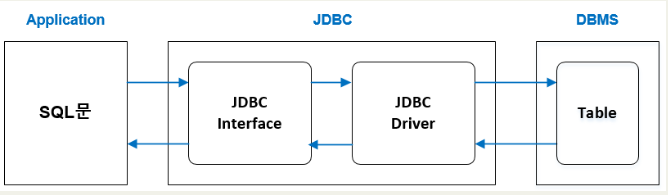 Application
JDBC
DBMS
SQL문
JDBC
Interface
JDBC
Driver
Table